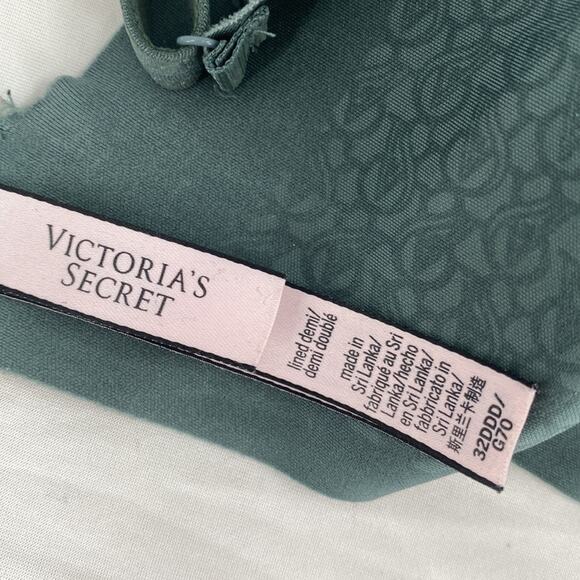 VICTORIA'S
SECRET
lined demi/
demi doublé
made in
Sri Lanka/
fabriqué au Sri
Lanka/hecho
en Sri Lanka/
fabbricato in
Sri Lanka/
斯里兰卡制造
32DDD/
G70